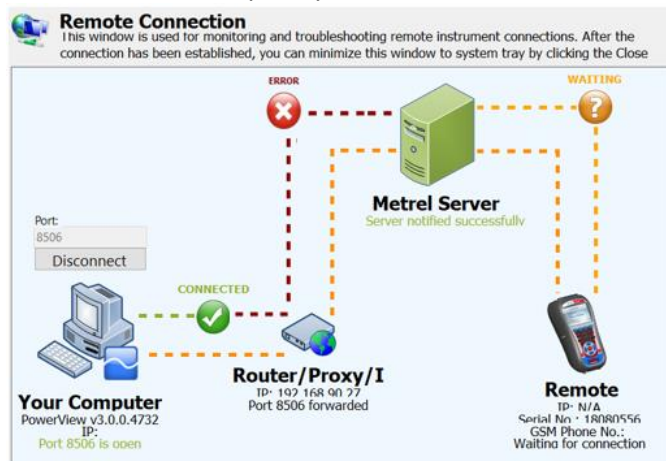 Remote Connection
This window is used for monitoring and troubleshooting remote instrument connections. After the
connection has been established, you can minimize this window to system tray by clicking the Close
ERROR
WAITING
Metrel Server
Server notified successfully
Port:
8506
Disconnect
CONNECTED
Router/Proxy/I
IP: 192.168.90.27
Port 8506 forwarded
Your Computer
PowerView v3.0.0.4732
IP:
Port 8506 is open
Remote
IP: N/A
Serial No.: 18080556
GSM Phone No.:
Waiting for connection